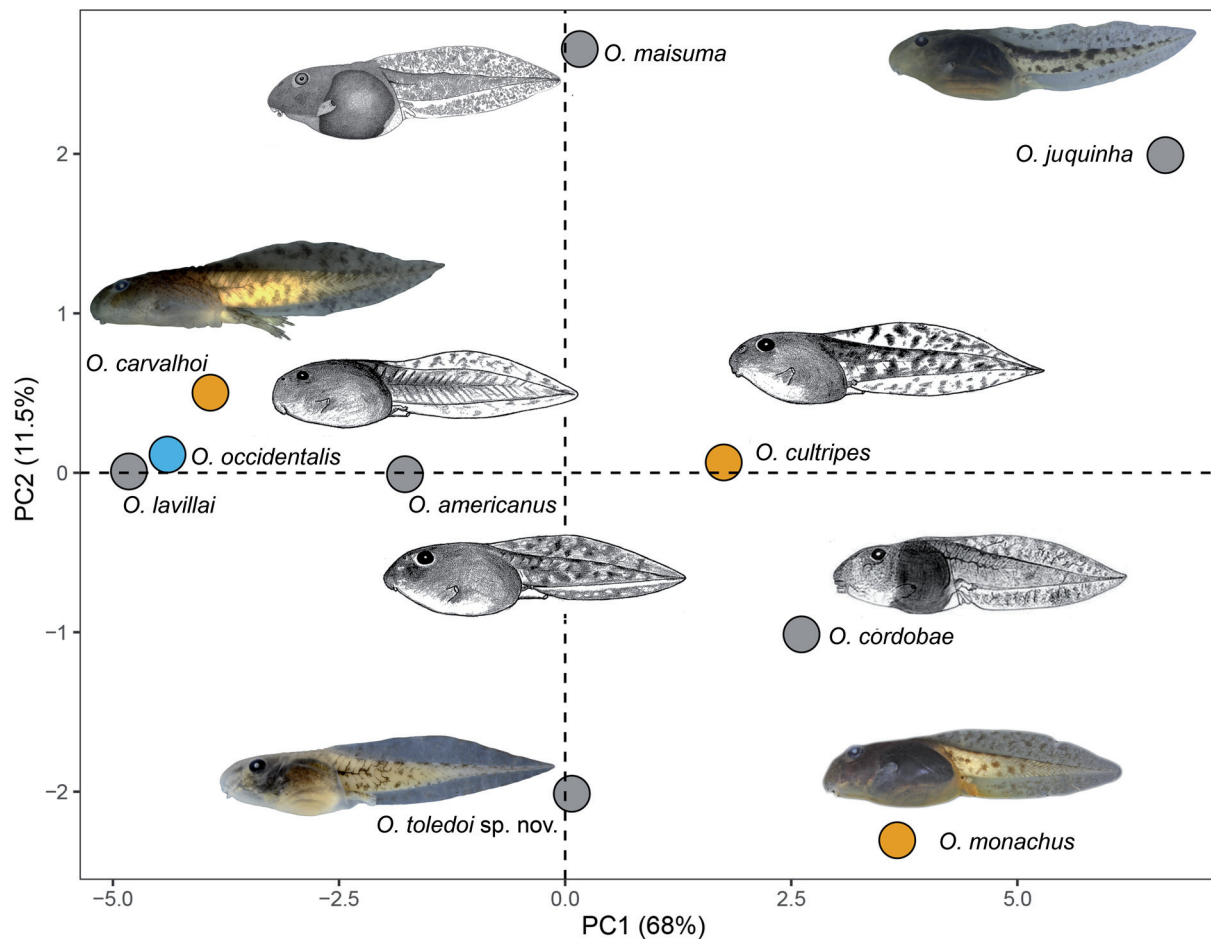 O. maisuma
O. juquinha
2
O. carvalhoi
1
O. occidentalis
O. cultripes
0
O. lavillai
O. americanus
O. cordobae
−1
−2
O. toledoi sp. nov.
O. monachus
−5.0
−2.5
0.0
2.5
5.0
PC1 (68%)
PC2 (11.5%)